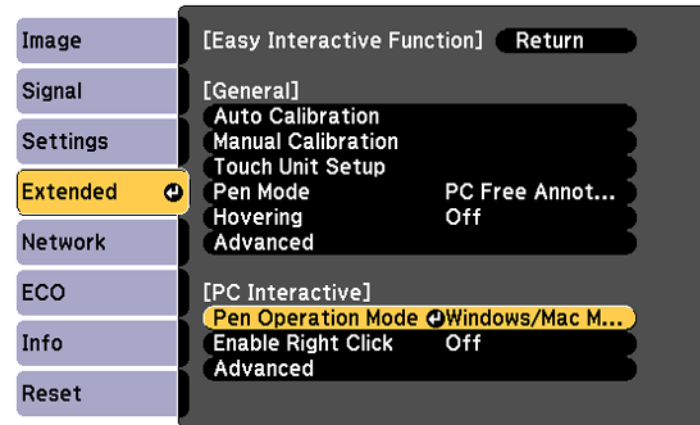 Image
Signal
Settings
Extended
Network
ECO
Info
Reset
[Easy Interactive Function] Return
[General]
Auto Calibration
Manual Calibration
Touch Unit Setup
Pen Mode PC Free Annot...
Hovering Off
Advanced
[PC Interactive]
Pen Operation Mode Windows/Mac M...
Enable Right Click Off
Advanced